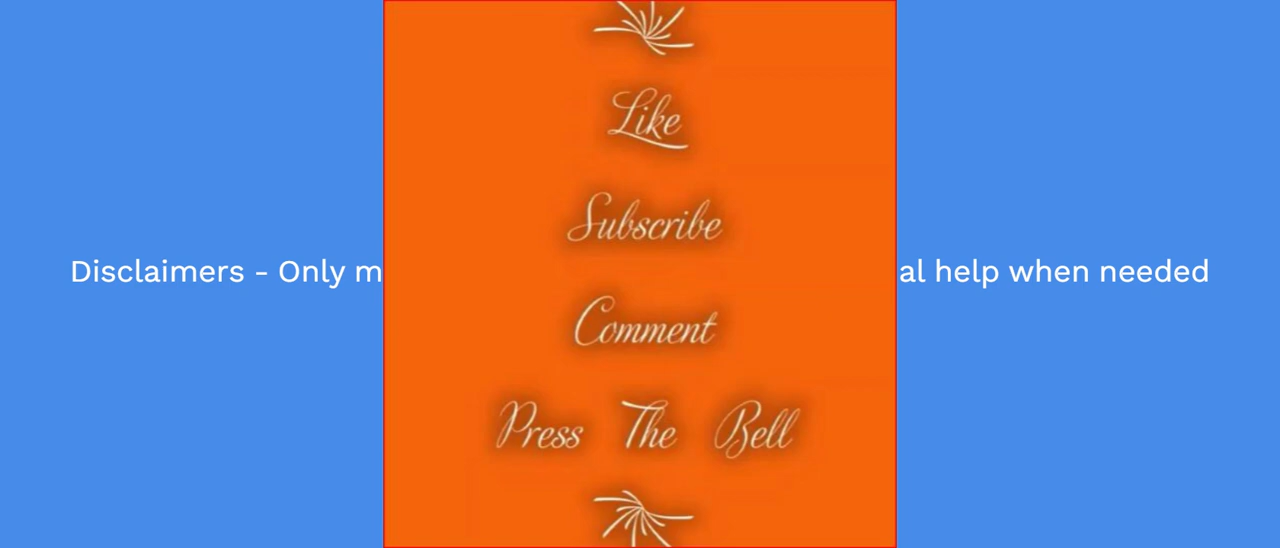 Like
Subscribe
Disclaimers - Only m al help when needed
Comment
Press The Bell